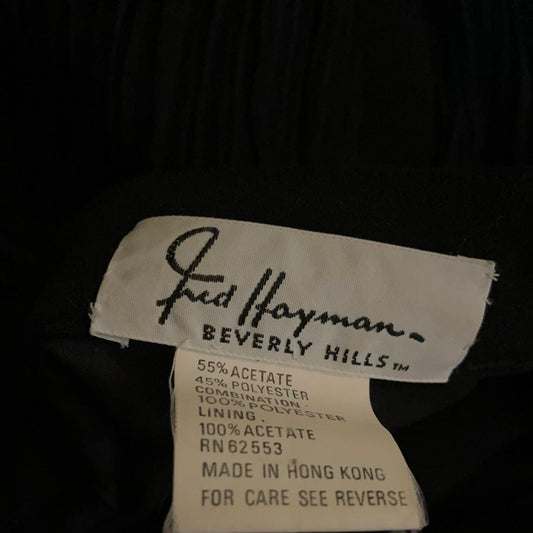 Fred Hayman
BEVERLY HILLS™
55% ACETATE
45% POLYESTER
COMBINATION.
100% POLYESTER
LINING.
100% ACETATE
RN 62553
MADE IN HONG KONG
FOR CARE SEE REVERSE